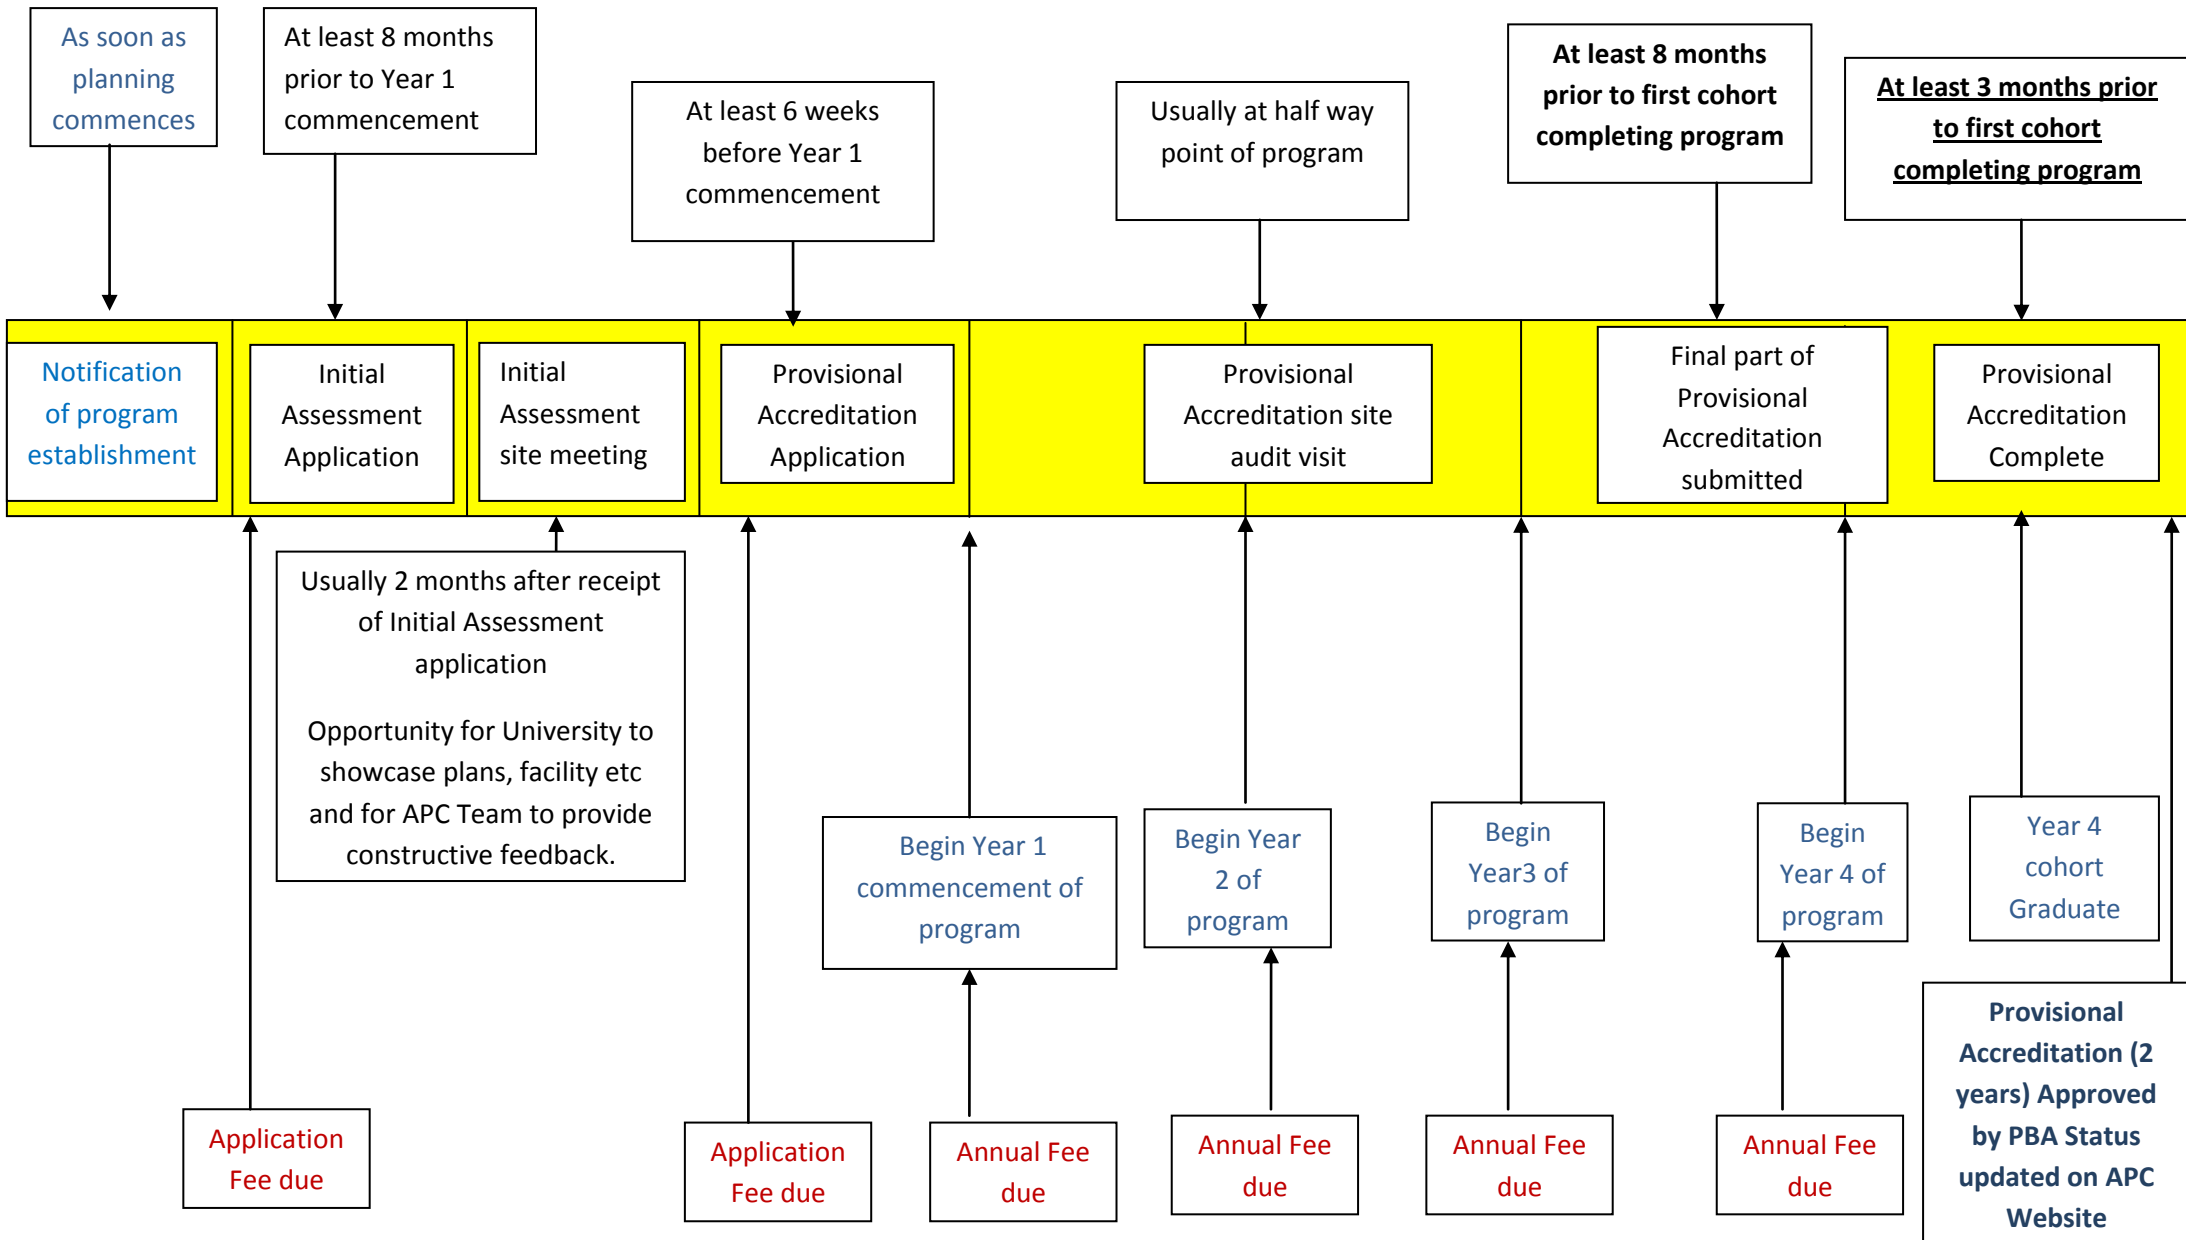 As soon as
planning
commences
At least 8 months
prior to Year 1
commencement
At least 6 weeks
before Year 1
commencement
Usually at half way
point of program
At least 8 months
prior to first cohort
completing program
At least 3 months prior
to first cohort
completing program
Notification
of program
establishment
Initial
Assessment
Application
Initial
Assessment
site meeting
Provisional
Accreditation
Application
Provisional
Accreditation site
audit visit
Final part of
Provisional
Accreditation
submitted
Provisional
Accreditation
Complete
Usually 2 months after receipt
of Initial Assessment
application
Opportunity for University to
showcase plans, facility etc
and for APC Team to provide
constructive feedback.
Begin Year 1
commencement of
program
Begin Year
2 of
program
Begin
Year3 of
program
Begin
Year 4 of
program
Year 4
cohort
Graduate
Application
Fee due
Application
Fee due
Annual Fee
due
Annual Fee
due
Annual Fee
due
Annual Fee
due
Provisional
Accreditation (2
years) Approved
by PBA Status
updated on APC
Website